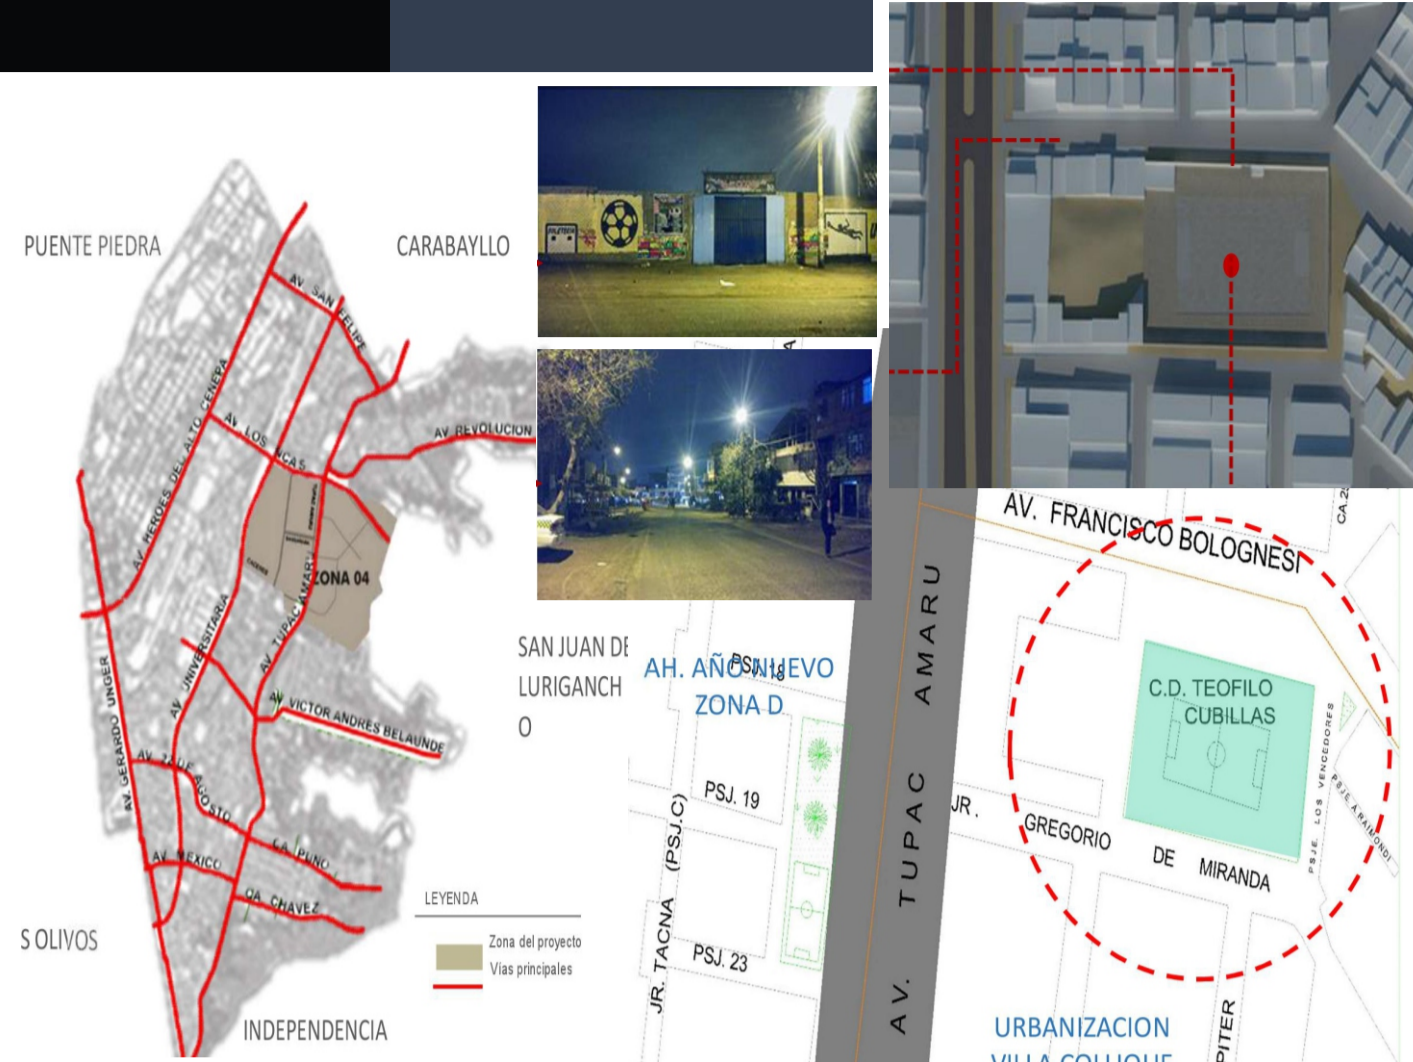 PUENTE PIEDRA
CARABAYLLO
AV. SAN FELIPE
AV. HEROES DEL ALTO CENEPA
AV. LOS INCAS
AV REVOLUCION
ZONA 04
AV. UNIVERSITARIA
AV. TUPAC AMARU
AV. GERARDO UNGER
AV VICTOR ANDRES BELAUNDE
AV 22 DE AGOSTO
CA. PUNO
AV MEXICO
CA. CHAVEZ
SAN JUAN DE
LURIGANCH
O
S OLIVOS
INDEPENDENCIA
LEYENDA
Zona del proyecto
Vias principales
AH. AÑO NUEVO
ZONA D
PSJ. 18
PSJ. 19
PSJ. 23
JR. TACNA (PSJ.C)
AV. TUPAC AMARU
AV. FRANCISCO BOLOGNESI
C.D. TEOFILO
CUBILLAS
JR. GREGORIO DE MIRANDA
PSJE. LOS VENCEDORES
PSJE. A.RAIMONDI
PITER
URBANIZACION
VILLA COLLIQUE